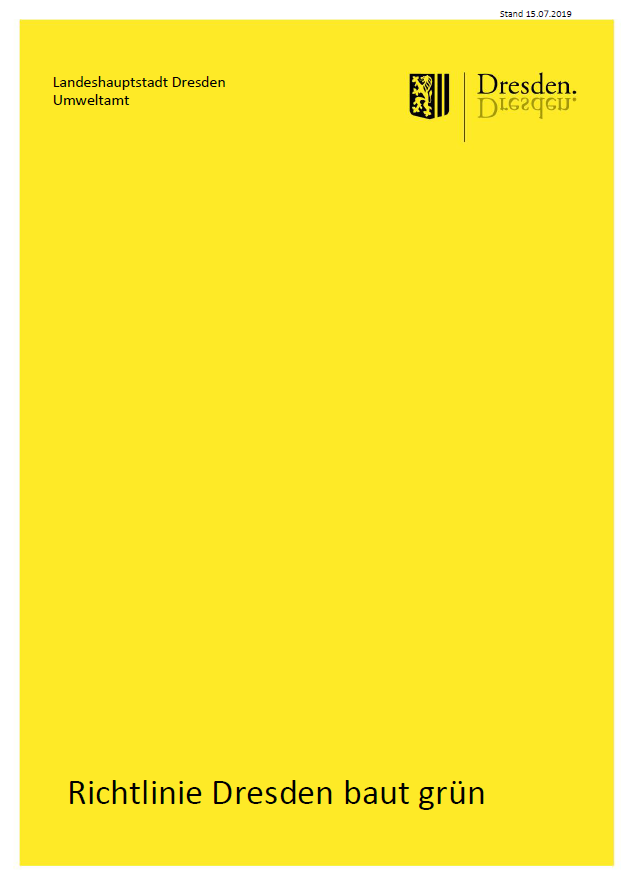 Stand 15.07.2019
Landeshauptstadt Dresden
Umweltamt
Dresden.
Dresden.
Richtlinie Dresden baut grün